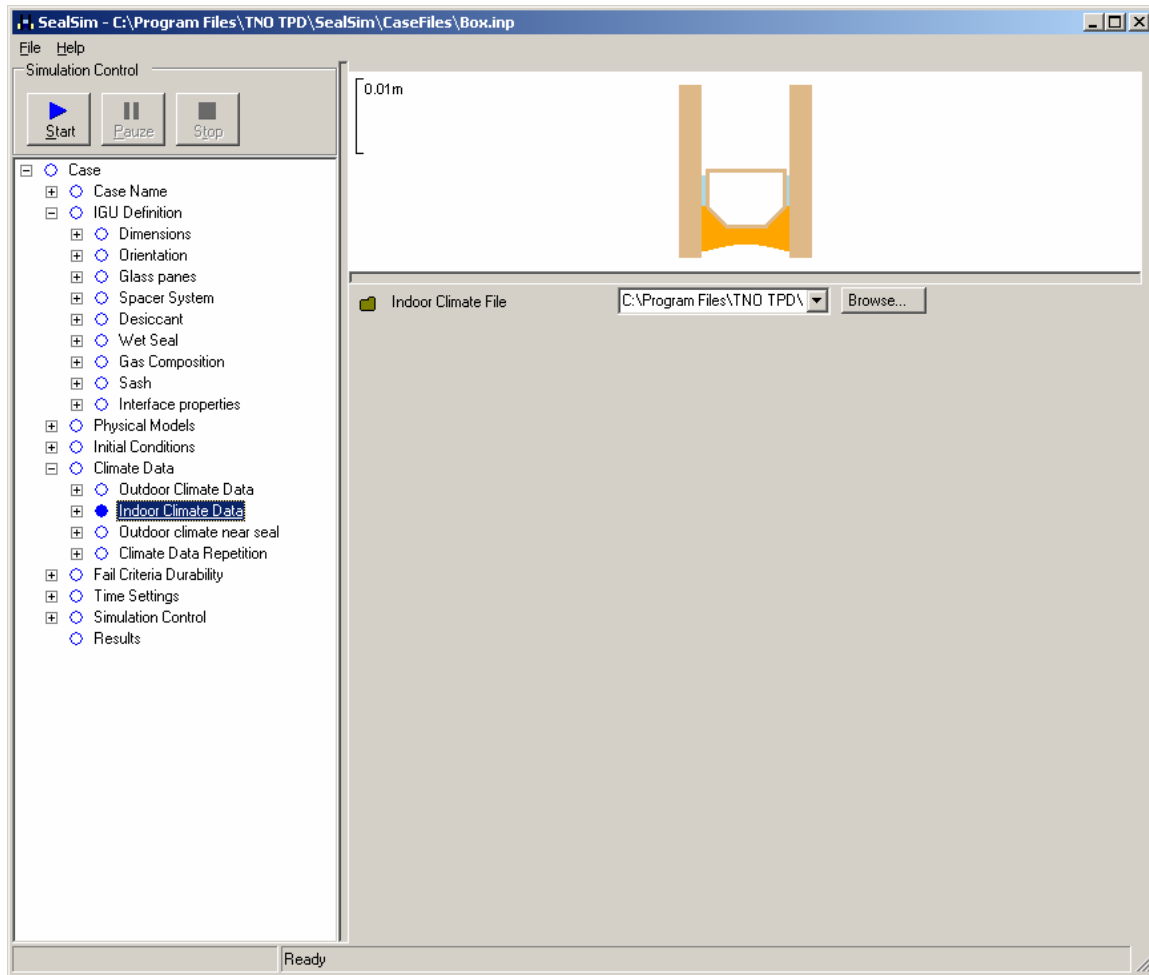 SealSim - C:\Program Files\TNO TPD\SealSim\CaseFiles\Box.inp
File Help
Simulation Control
Start Pauze Stop
0.01m
Case
Case Name
IGU Definition
Dimensions
Orientation
Glass panes
Spacer System
Desiccant
Wet Seal
Gas Composition
Sash
Interface properties
Physical Models
Initial Conditions
Climate Data
Outdoor Climate Data
Indoor Climate Data
Outdoor climate near seal
Climate Data Repetition
Fail Criteria Durability
Time Settings
Simulation Control
Results
Indoor Climate File C:\Program Files\TNO TPD\ Browse...
Ready